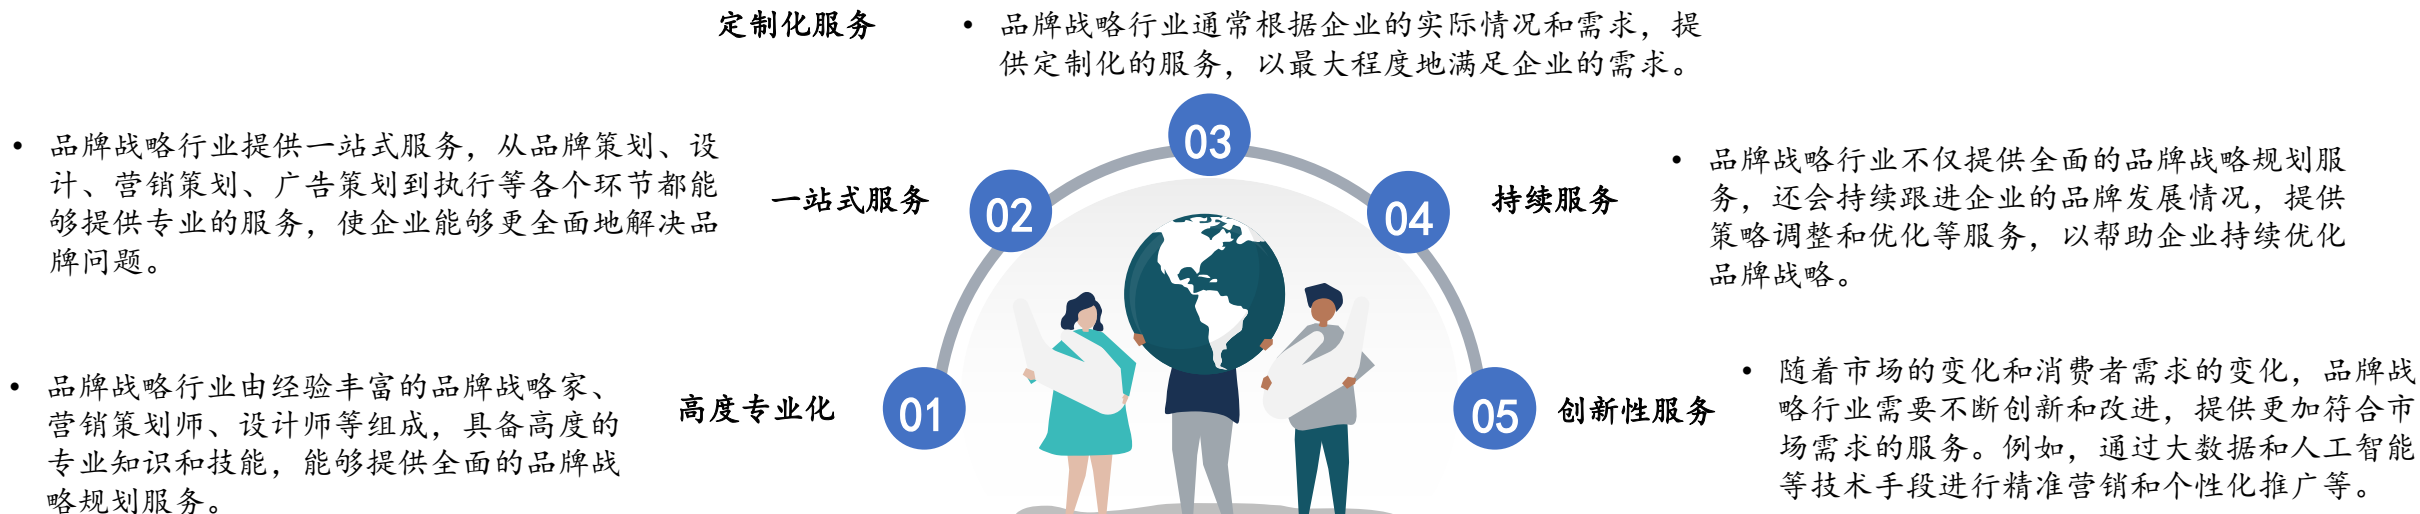 定制化服务
• 品牌战略行业通常根据企业的实际情况和需求，提
供定制化的服务，以最大程度地满足企业的需求。
03
• 品牌战略行业提供一站式服务，从品牌策划、设
计、营销策划、广告策划到执行等各个环节都能
够提供专业的服务，使企业能够更全面地解决品
牌问题。
一站式服务
02
04
持续服务
• 品牌战略行业不仅提供全面的品牌战略规划服
务，还会持续跟进企业的品牌发展情况，提供
策略调整和优化等服务，以帮助企业持续优化
品牌战略。
• 品牌战略行业由经验丰富的品牌战略家、
营销策划师、设计师等组成，具备高度的
专业知识和技能，能够提供全面的品牌战
略规划服务。
高度专业化
01
05
创新性服务
• 随着市场的变化和消费者需求的变化，品牌战
略行业需要不断创新和改进，提供更加符合市
场需求的服务。例如，通过大数据和人工智能
等技术手段进行精准营销和个性化推广等。